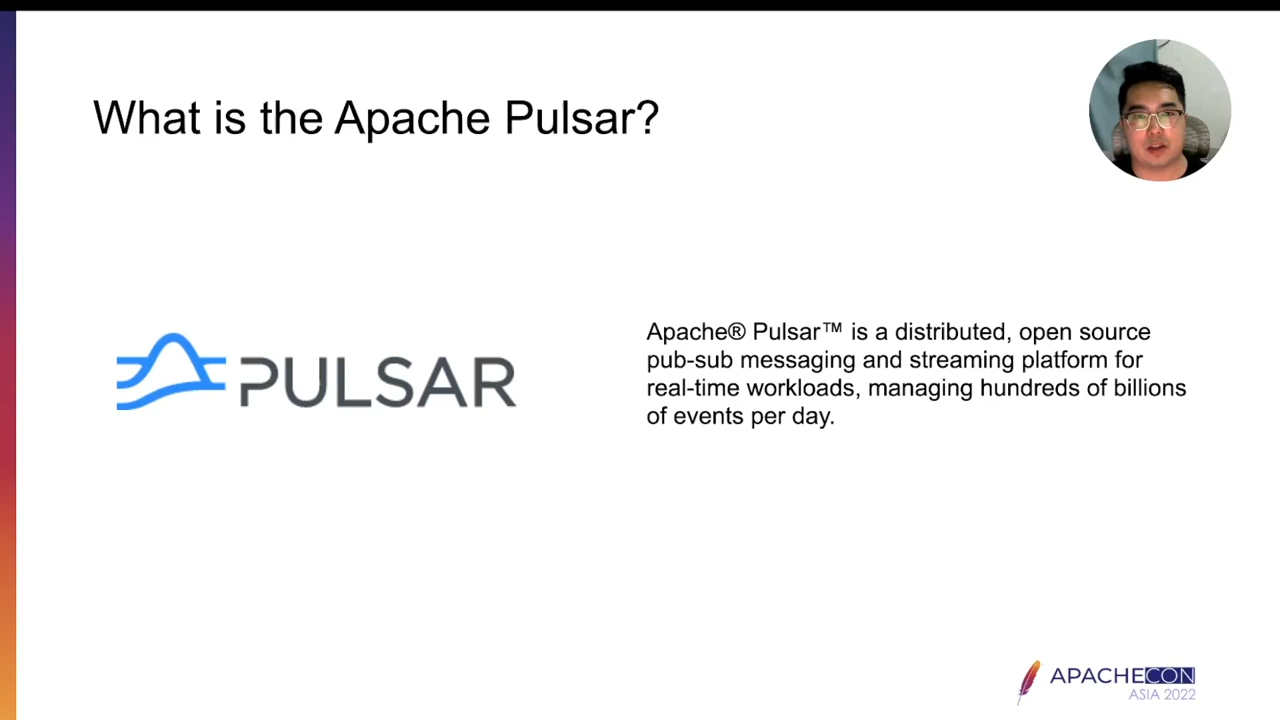 What is the Apache Pulsar?
PULSAR
Apache® Pulsar™ is a distributed, open source
pub-sub messaging and streaming platform for
real-time workloads, managing hundreds of billions
of events per day.
APACHECON
ASIA 2022